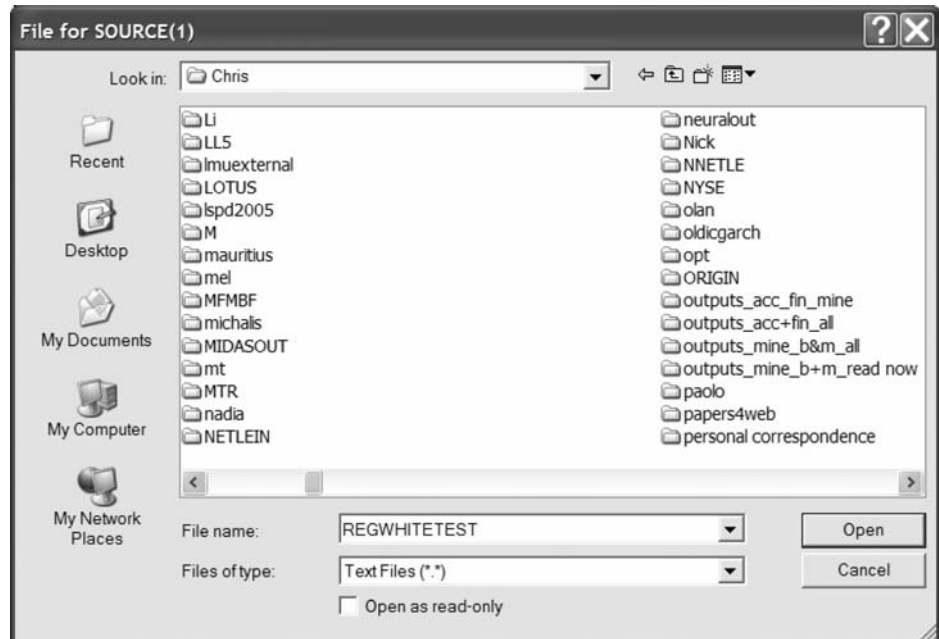 File for SOURCE(1)
Look in: Chris
Recent
Desktop
My Documents
My Computer
My Network
Places
Li
LL5
lmuexternal
LOTUS
lspd2005
M
mauritius
mel
MFMBF
michalis
MIDASOUT
mt
MTR
nadia
NETLEIN
neuralout
Nick
NNETLE
NYSE
olan
oldicgarch
opt
ORIGIN
outputs_acc_fin_mine
outputs_acc+fin_all
outputs_mine_b&m_all
outputs_mine_b+m_read now
paolo
papers4web
personal correspondence
File name: REGWHITETEST
Open
Files of type: Text Files (*.*)
Cancel
Open as read-only